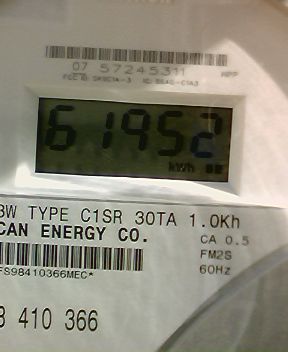 07 57245311
61952
kWh
3W TYPE C1SR 30TA 1.0Kh
CAN ENERGY CO.
CA 0.5
FM2S
60Hz
FS98410366MEC*
8 410 366